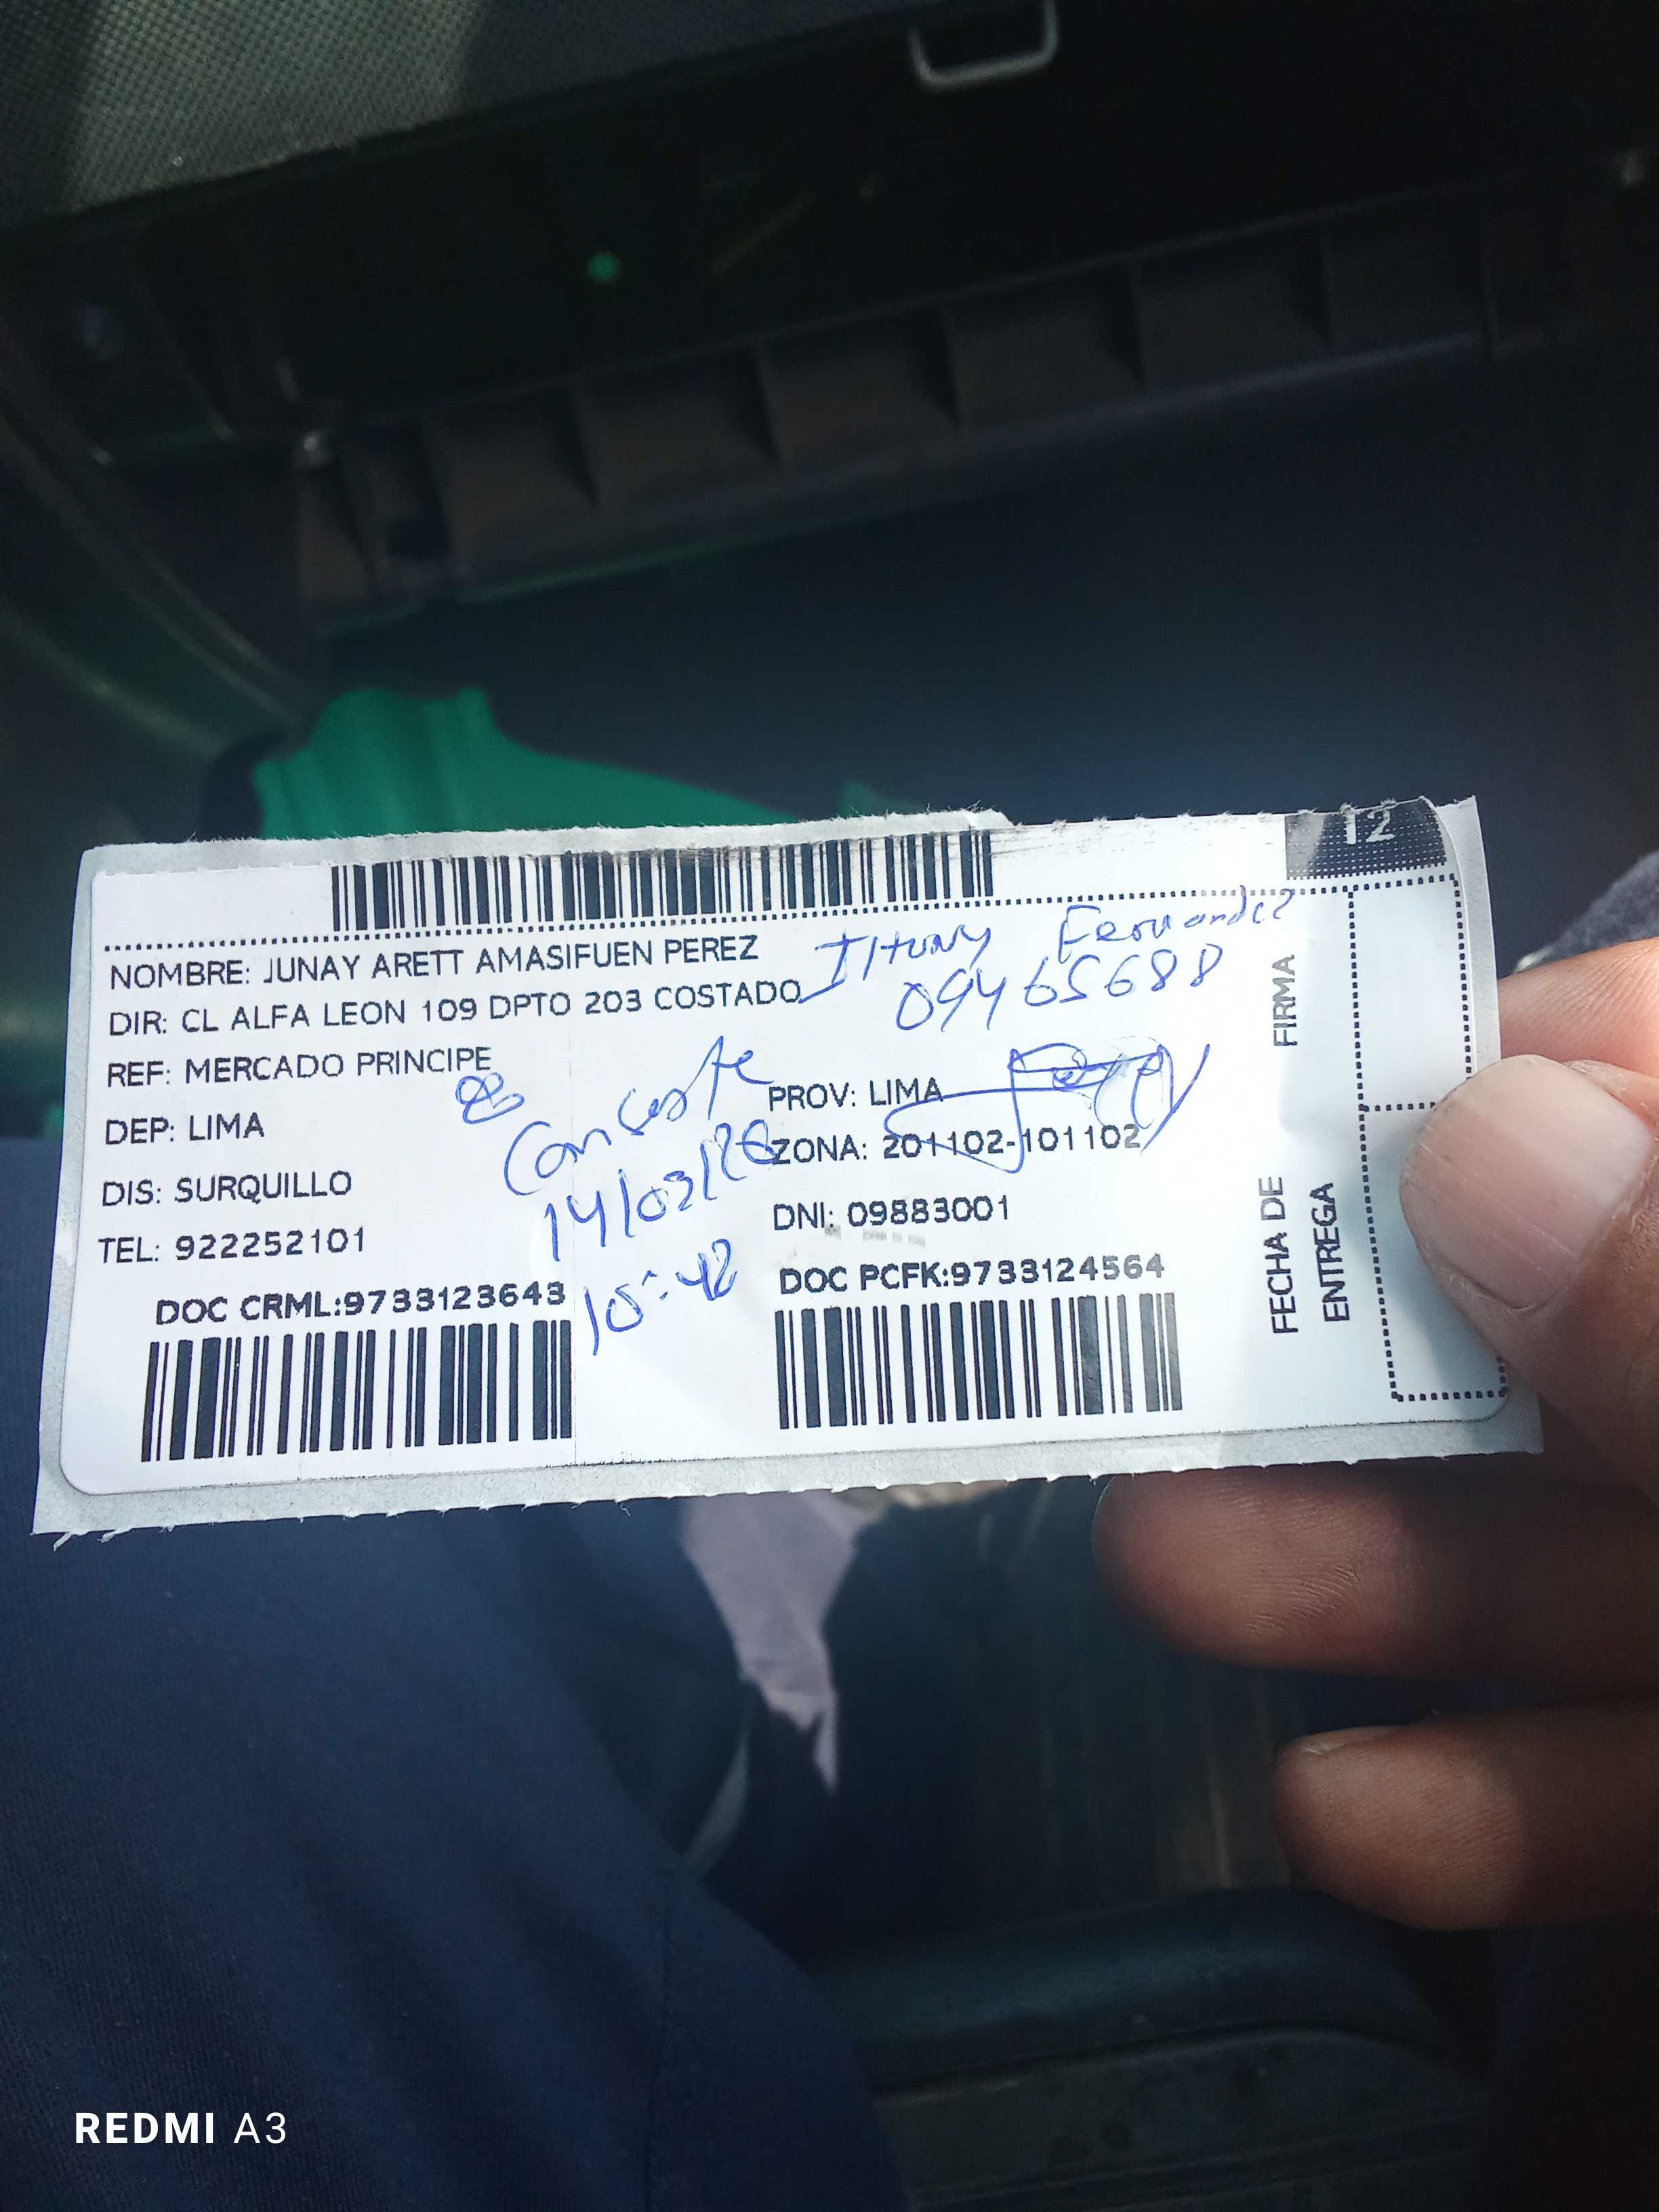 12
NOMBRE: JUNAY ARETT AMASIFUEN PEREZ
Fernandez
DIR: CL ALFA LEON 109 DPTO 203 COSTADO
09465688
REF: MERCADO PRINCIPE
DEP: LIMA
PROV: LIMA
ZONA: 201102-101102
DIS: SURQUILLO
14/03/26
DNI: 09883001
TEL: 922252101
10:42
DOC CRML:9733123643
DOC PCFK:9733124564
FIRMA
FECHA DE
ENTREGA
REDMI A3